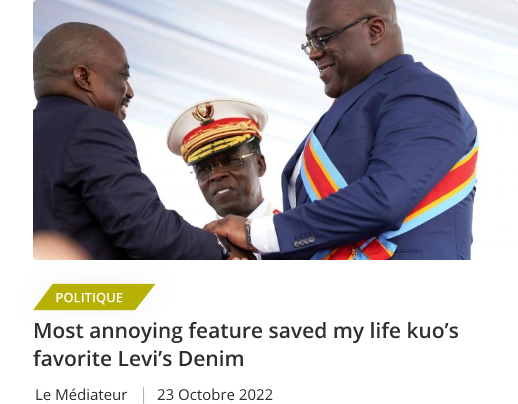 POLITIQUE
Most annoying feature saved my life kuo’s
favorite Levi’s Denim
Le Médiateur | 23 Octobre 2022